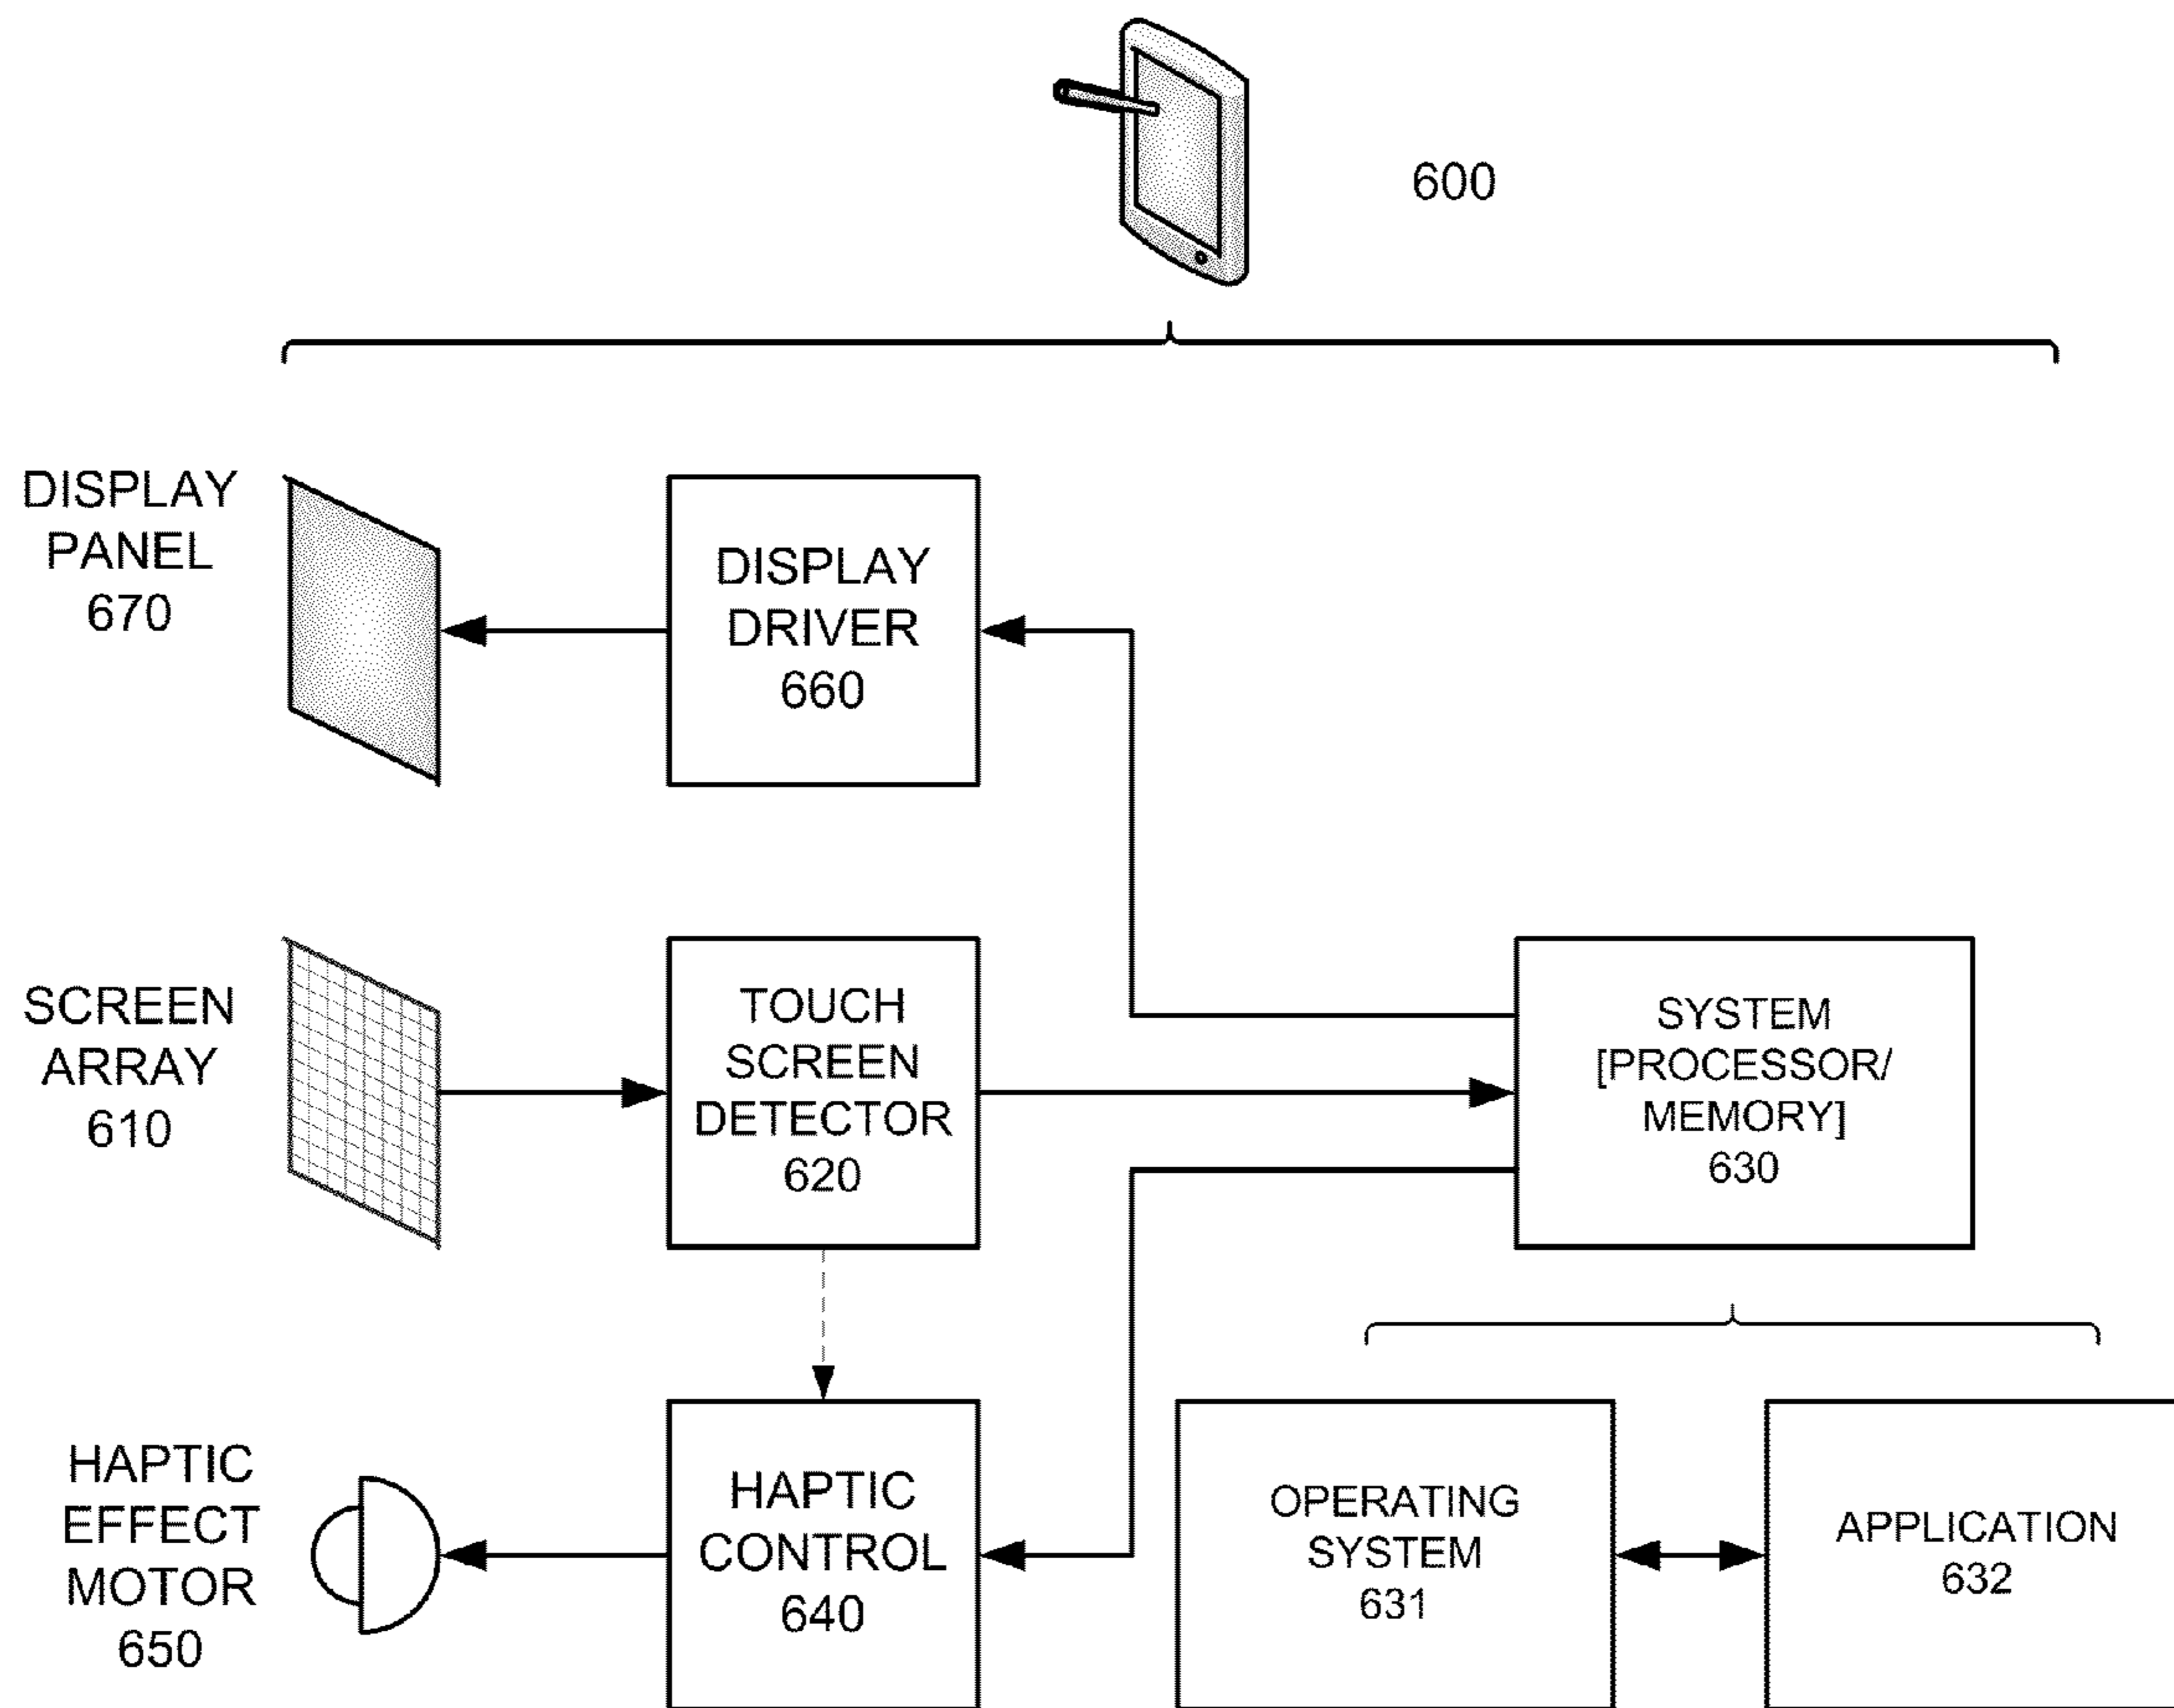 600
DISPLAY
PANEL
670
DISPLAY
DRIVER
660
SCREEN
ARRAY
610
TOUCH
SCREEN
DETECTOR
620
SYSTEM
[PROCESSOR/
MEMORY]
630
HAPTIC
EFFECT
MOTOR
650
HAPTIC
CONTROL
640
OPERATING
SYSTEM
631
APPLICATION
632